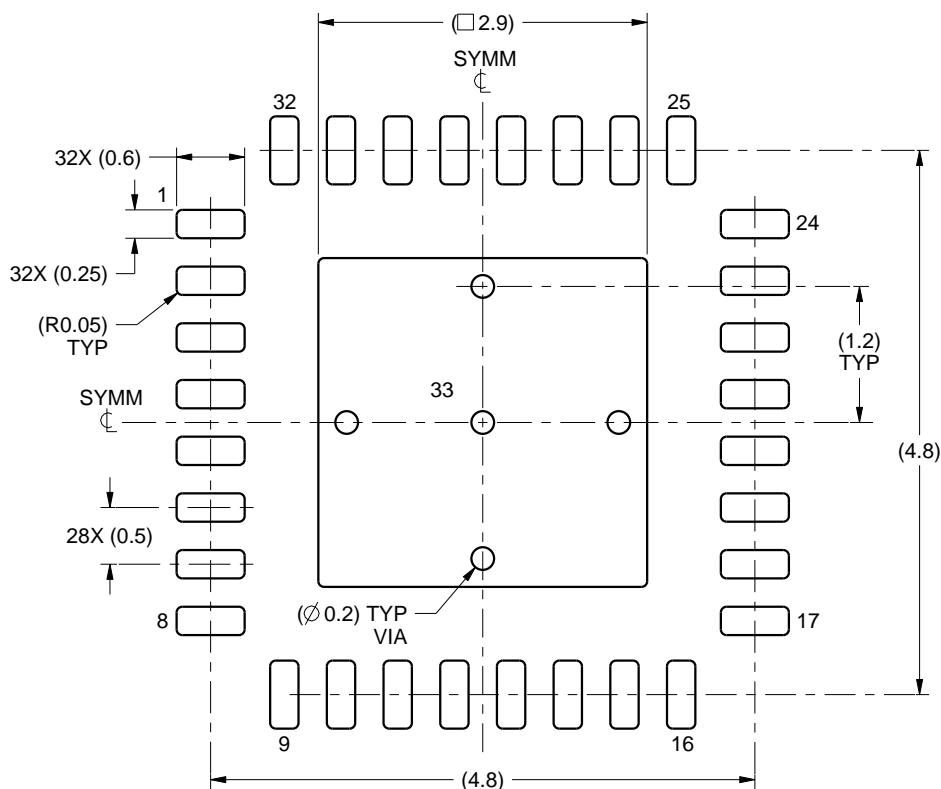 (□ 2.9)
SYMM
℄
32
25
32X (0.6)
1
24
32X (0.25)
(R0.05)
TYP
(1.2)
TYP
33
SYMM
℄
(4.8)
28X (0.5)
8
(∅ 0.2) TYP
VIA
17
9
16
(4.8)